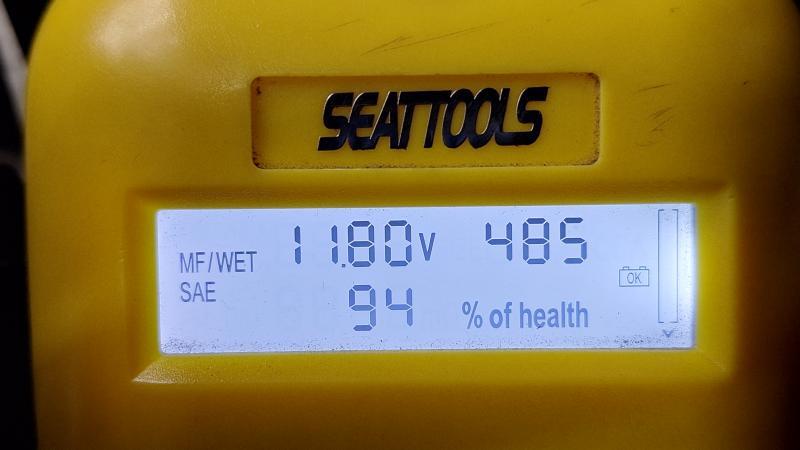 SEATTOOLS
MF/WET 11.80V 485
SAE
OK
94 % of health